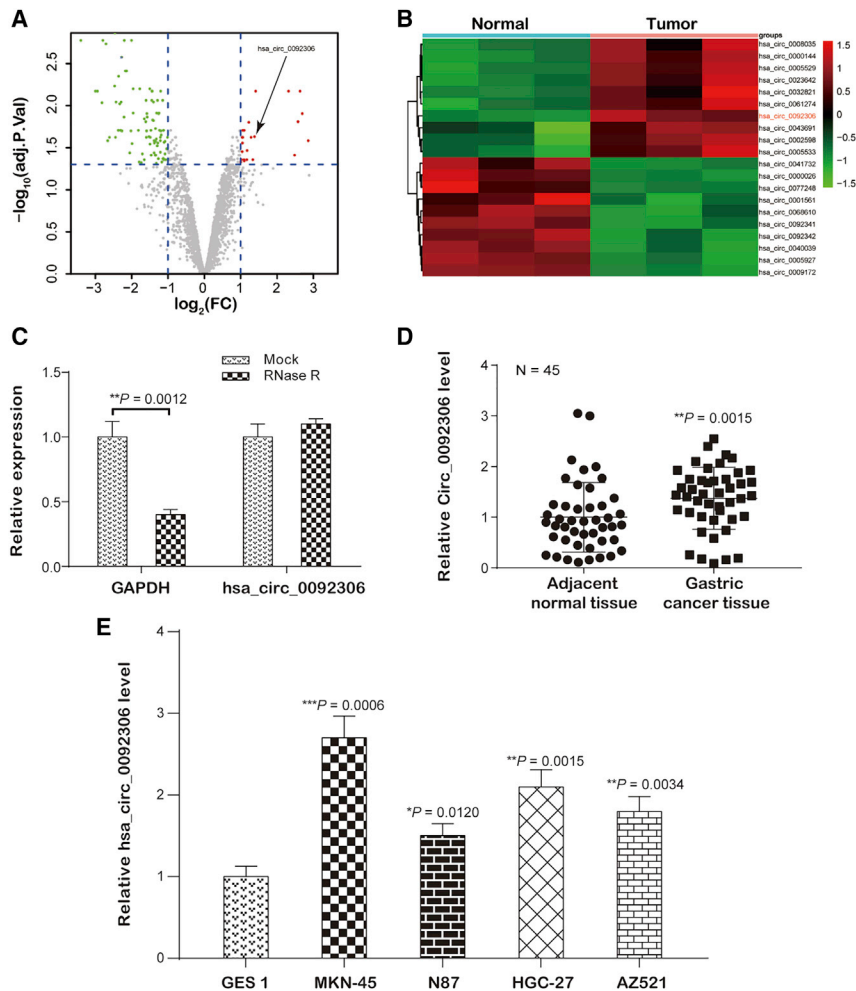 A
hsa_circ_0092306
−log10(adj.P.Val)
2.5
2.0
1.5
1.0
0.5
0.0
−3 −2 −1 0 1 2 3
log2(FC)
B
Normal Tumor
groups
hsa_circ_0008035
hsa_circ_0000144
hsa_circ_0005529
hsa_circ_0023642
hsa_circ_0032821
hsa_circ_0061274
hsa_circ_0092306
hsa_circ_0043691
hsa_circ_0002598
hsa_circ_0005533
hsa_circ_0041732
hsa_circ_0000026
hsa_circ_0077248
hsa_circ_0001561
hsa_circ_0068610
hsa_circ_0092341
hsa_circ_0092342
hsa_circ_0040039
hsa_circ_0005927
hsa_circ_0009172
1.5
1
0.5
0
−0.5
−1
−1.5
C
Mock
RNase R
**P = 0.0012
Relative expression
1.5
1.0
0.5
0.0
GAPDH hsa_circ_0092306
D
N = 45
**P = 0.0015
Relative Circ_0092306 level
4
3
2
1
0
Adjacent
normal tissue
Gastric
cancer tissue
E
Relative hsa_circ_0092306 level
4
3
2
1
0
***P = 0.0006
*P = 0.0120
**P = 0.0015
**P = 0.0034
GES 1 MKN-45 N87 HGC-27 AZ521